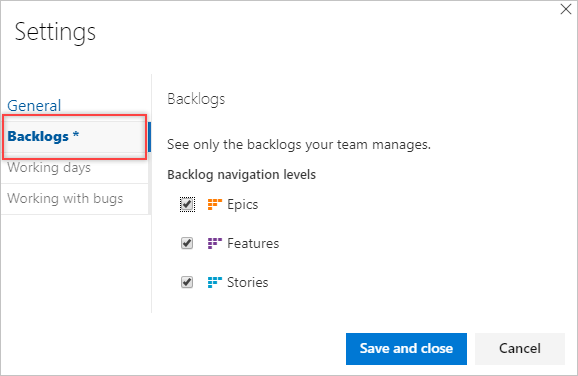 Settings
General
Backlogs *
Working days
Working with bugs
Backlogs
See only the backlogs your team manages.
Backlog navigation levels
Epics
Features
Stories
Save and close
Cancel